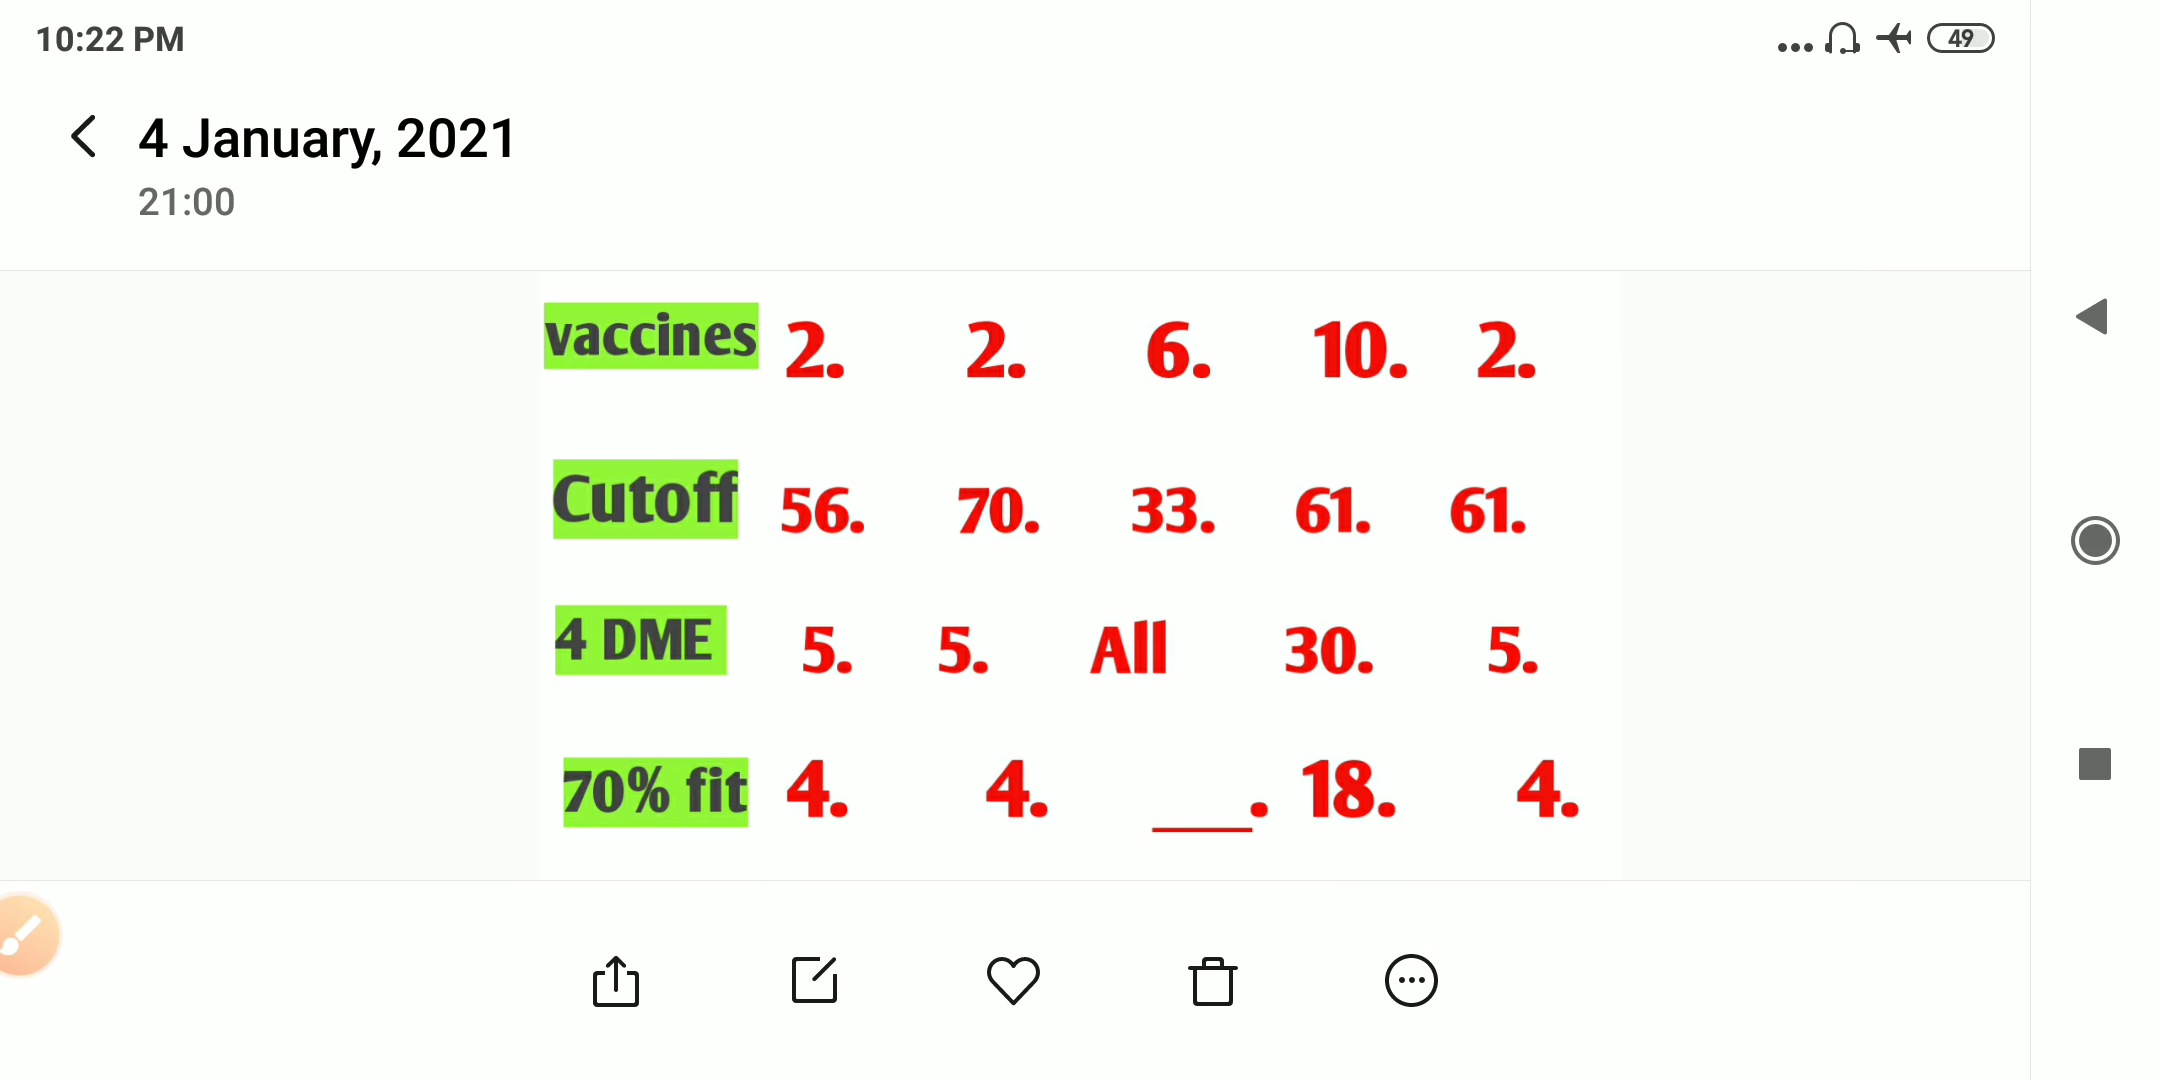 10:22 PM
49
4 January, 2021
21:00
vaccines 2. 2. 6. 10. 2.
Cutoff 56. 70. 33. 61. 61.
4 DME 5. 5. All 30. 5.
70% fit 4. 4. ___. 18. 4.